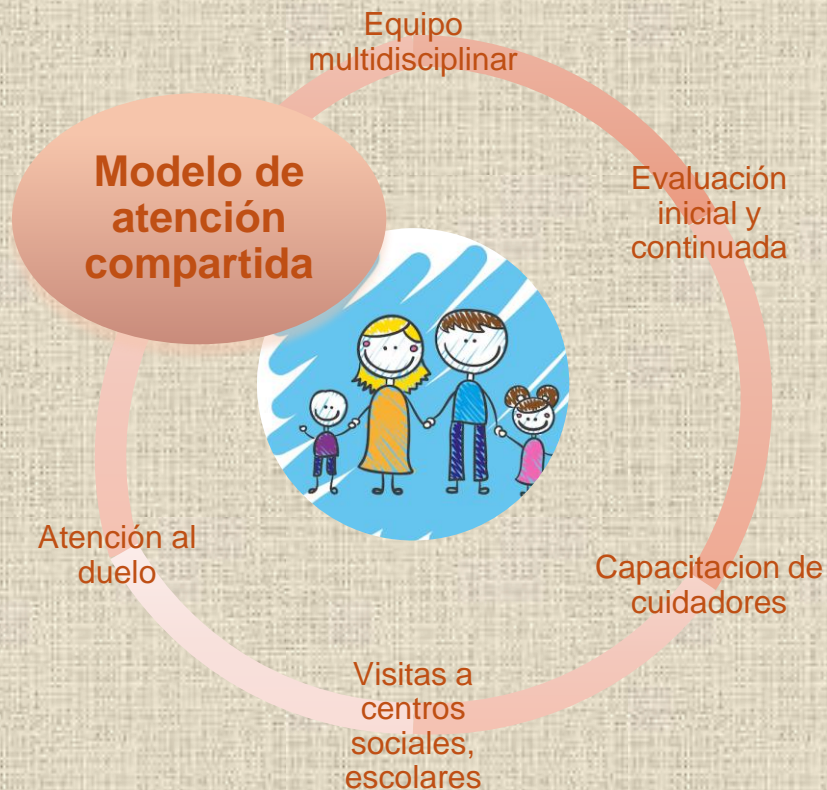 Equipo
multidisciplinar
Modelo de
atención
compartida
Evaluación
inicial y
continuada
Atención al
duelo
Capacitacion de
cuidadores
Visitas a
centros
sociales,
escolares